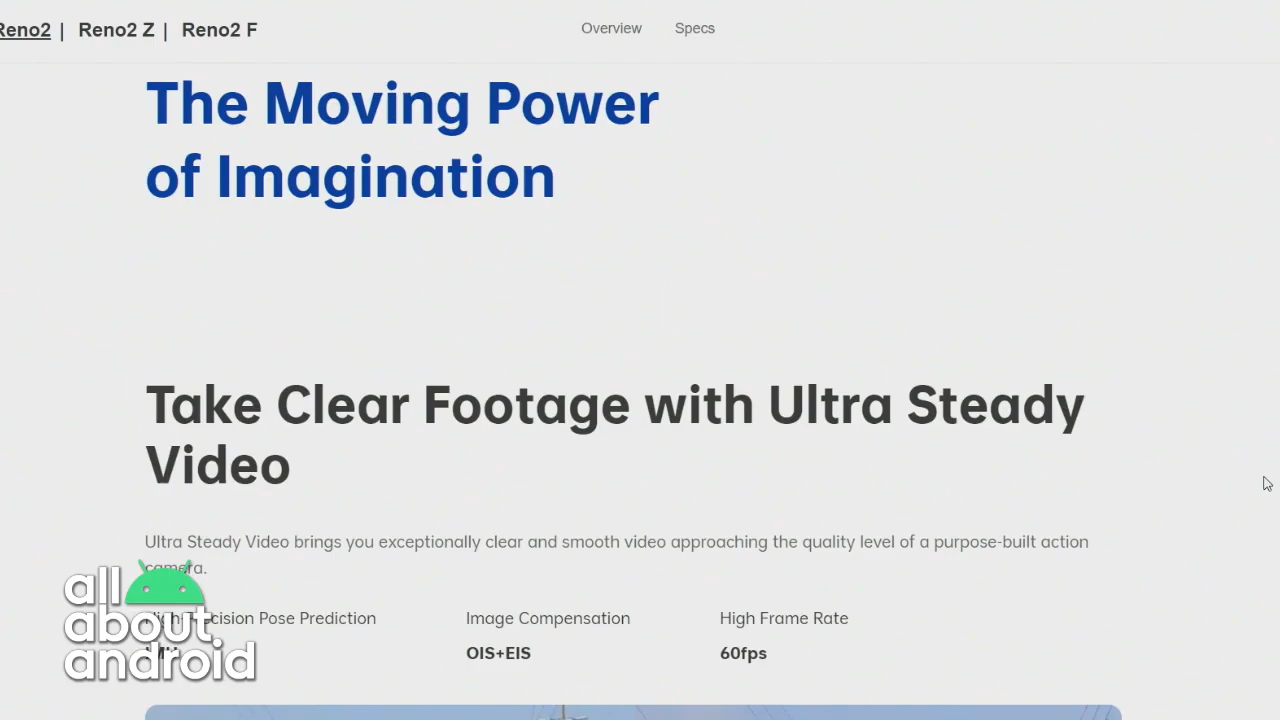 Reno2 | Reno2 Z | Reno2 F
Overview Specs
The Moving Power
of Imagination
Take Clear Footage with Ultra Steady
Video
Ultra Steady Video brings you exceptionally clear and smooth video approaching the quality level of a purpose-built action
camera.
Pose Prediction Image Compensation High Frame Rate
OIS+EIS 60fps
all
about
android